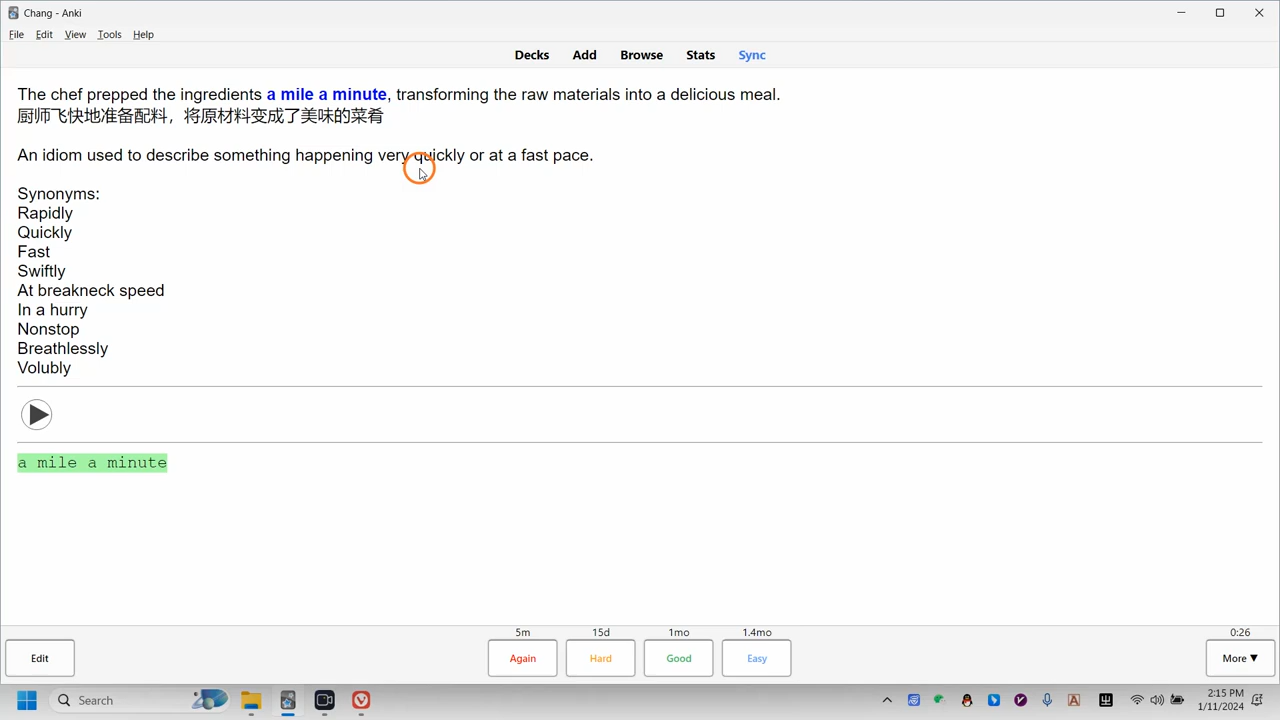 Chang - Anki
File Edit View Tools Help
Decks Add Browse Stats Sync
The chef prepped the ingredients a mile a minute, transforming the raw materials into a delicious meal.
厨师飞快地准备配料，将原材料变成了美味的菜肴
An idiom used to describe something happening very quickly or at a fast pace.
Synonyms:
Rapidly
Quickly
Fast
Swiftly
At breakneck speed
In a hurry
Nonstop
Breathlessly
Volubly
a mile a minute
5m 15d 1mo 1.4mo 0:26
Edit Again Hard Good Easy More ▼
Search
2:15 PM
1/11/2024